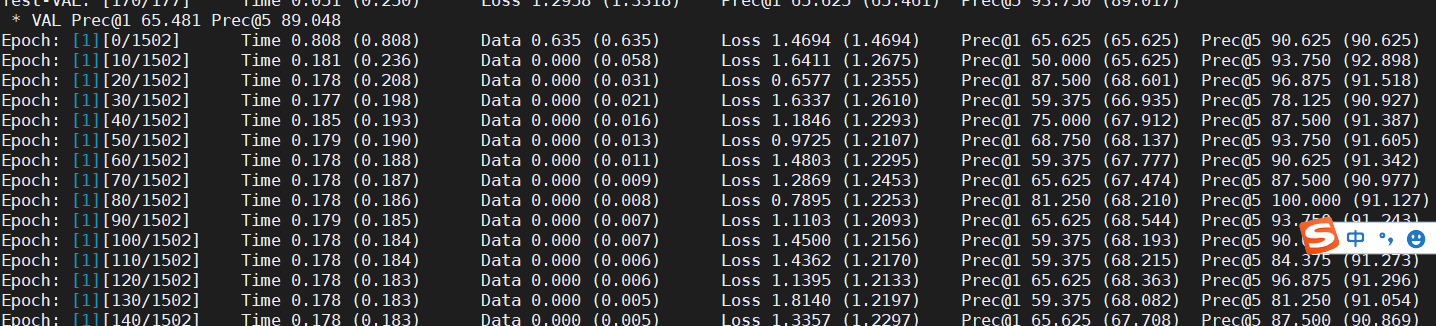 Test-VAL: [170/177] Time 0.051 (0.250) Loss 1.2958 (1.3318) Prec@1 65.625 (65.461) Prec@5 93.750 (89.017)
* VAL Prec@1 65.481 Prec@5 89.048
Epoch: [1][0/1502] Time 0.808 (0.808) Data 0.635 (0.635) Loss 1.4694 (1.4694) Prec@1 65.625 (65.625) Prec@5 90.625 (90.625)
Epoch: [1][10/1502] Time 0.181 (0.236) Data 0.000 (0.058) Loss 1.6411 (1.2675) Prec@1 50.000 (65.625) Prec@5 93.750 (92.898)
Epoch: [1][20/1502] Time 0.178 (0.208) Data 0.000 (0.031) Loss 0.6577 (1.2355) Prec@1 87.500 (68.601) Prec@5 96.875 (91.518)
Epoch: [1][30/1502] Time 0.177 (0.198) Data 0.000 (0.021) Loss 1.6337 (1.2610) Prec@1 59.375 (66.935) Prec@5 78.125 (90.927)
Epoch: [1][40/1502] Time 0.185 (0.193) Data 0.000 (0.016) Loss 1.1846 (1.2293) Prec@1 75.000 (67.912) Prec@5 87.500 (91.387)
Epoch: [1][50/1502] Time 0.179 (0.190) Data 0.000 (0.013) Loss 0.9725 (1.2107) Prec@1 68.750 (68.137) Prec@5 93.750 (91.605)
Epoch: [1][60/1502] Time 0.178 (0.188) Data 0.000 (0.011) Loss 1.4803 (1.2295) Prec@1 59.375 (67.777) Prec@5 90.625 (91.342)
Epoch: [1][70/1502] Time 0.178 (0.187) Data 0.000 (0.009) Loss 1.2869 (1.2453) Prec@1 65.625 (67.474) Prec@5 87.500 (90.977)
Epoch: [1][80/1502] Time 0.178 (0.186) Data 0.000 (0.008) Loss 0.7895 (1.2253) Prec@1 81.250 (68.210) Prec@5 100.000 (91.127)
Epoch: [1][90/1502] Time 0.179 (0.185) Data 0.000 (0.007) Loss 1.1103 (1.2093) Prec@1 65.625 (68.544) Prec@5 93.750 (91.243)
Epoch: [1][100/1502] Time 0.178 (0.184) Data 0.000 (0.007) Loss 1.4500 (1.2156) Prec@1 59.375 (68.193) Prec@5 90. 中
Epoch: [1][110/1502] Time 0.178 (0.184) Data 0.000 (0.006) Loss 1.4362 (1.2170) Prec@1 59.375 (68.215) Prec@5 84.375 (91.273)
Epoch: [1][120/1502] Time 0.178 (0.183) Data 0.000 (0.006) Loss 1.1395 (1.2133) Prec@1 65.625 (68.363) Prec@5 96.875 (91.296)
Epoch: [1][130/1502] Time 0.178 (0.183) Data 0.000 (0.005) Loss 1.8140 (1.2197) Prec@1 59.375 (68.082) Prec@5 81.250 (91.054)
Epoch: [1][140/1502] Time 0.178 (0.183) Data 0.000 (0.005) Loss 1.3357 (1.2297) Prec@1 65.625 (67.708) Prec@5 87.500 (90.869)